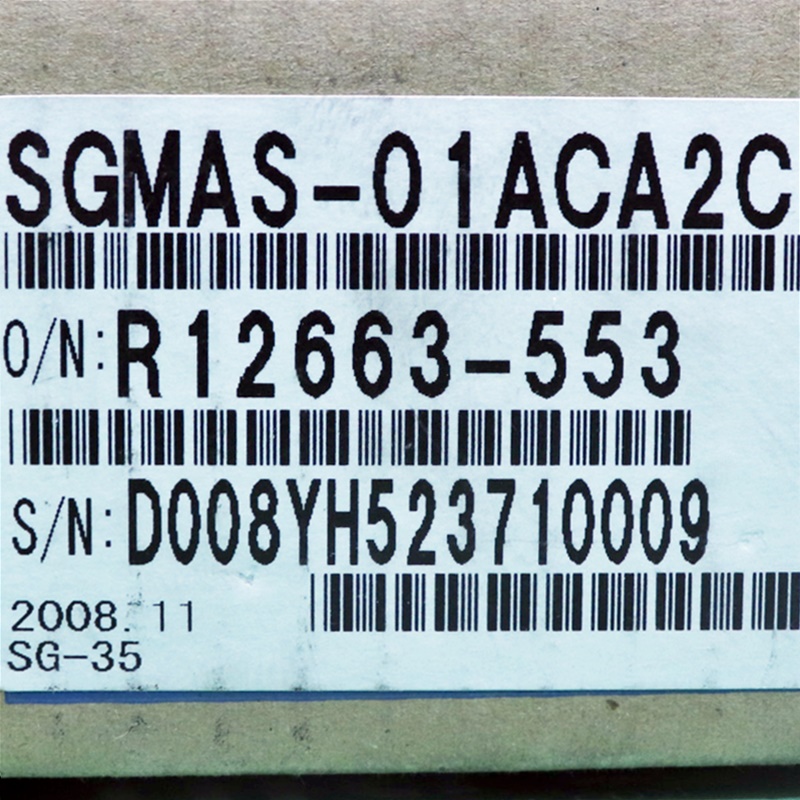 SGMAS-01ACA2C
O/N:R12663-553
S/N:D008YH523710009
2008.11
SG-35